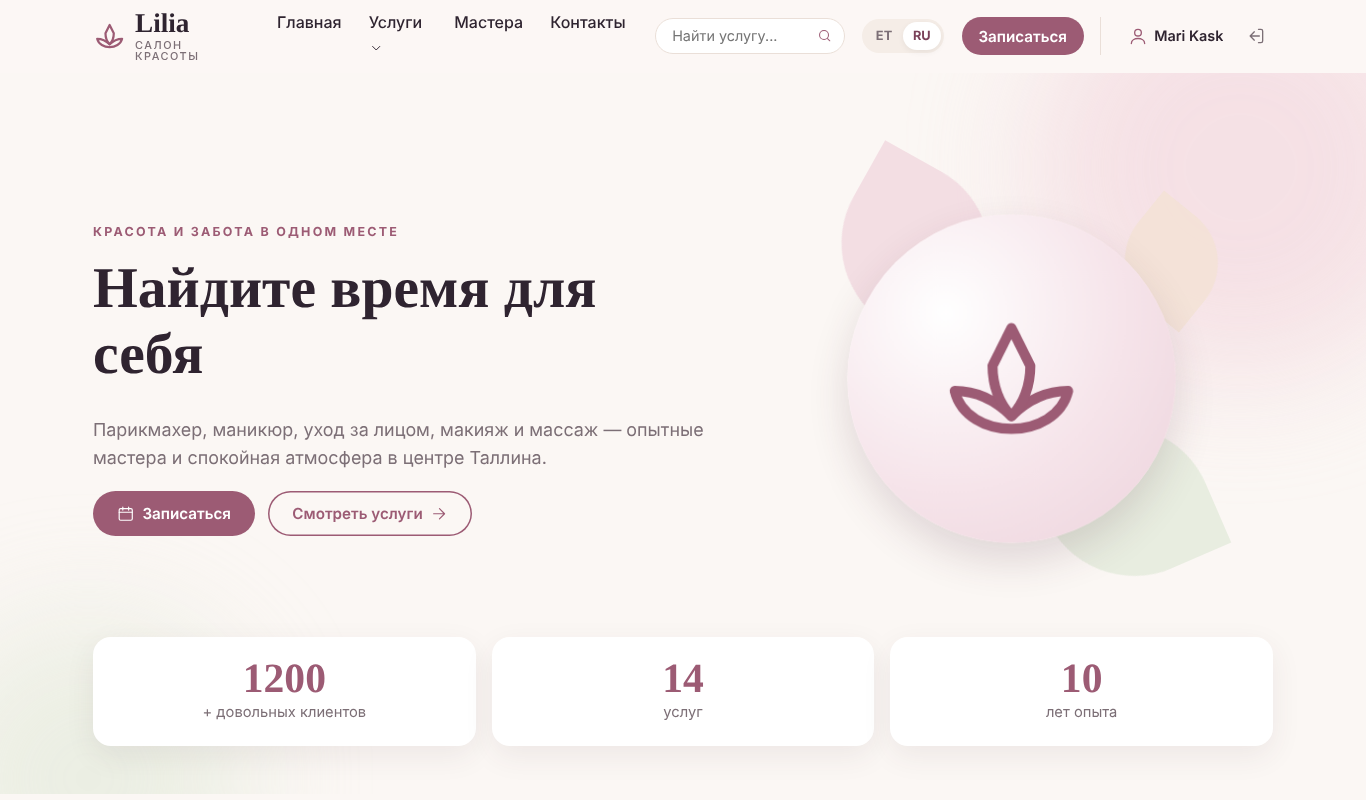 Lilia
САЛОН
КРАСОТЫ
Главная
Услуги
Мастера
Контакты
Найти услугу...
ET
RU
Записаться
Mari Kask
КРАСОТА И ЗАБОТА В ОДНОМ МЕСТЕ
Найдите время для
себя
Парикмахер, маникюр, уход за лицом, макияж и массаж — опытные
мастера и спокойная атмосфера в центре Таллина.
Записаться
Смотреть услуги
1200
+ довольных клиентов
14
услуг
10
лет опыта